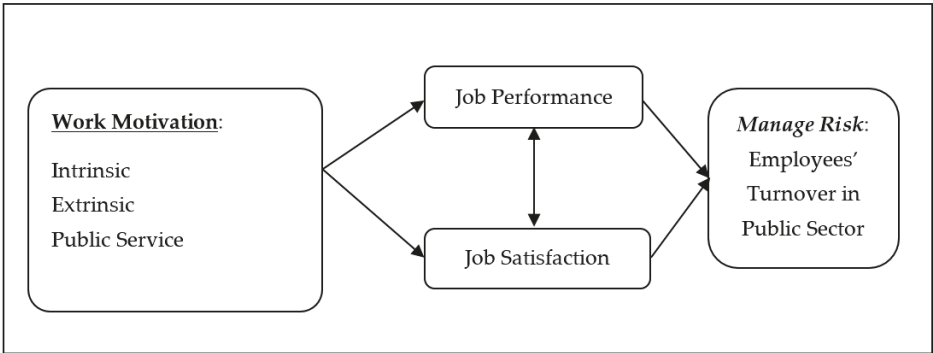 Work Motivation:
Intrinsic
Extrinsic
Public Service
Job Performance
Job Satisfaction
Manage Risk:
Employees’
Turnover in
Public Sector